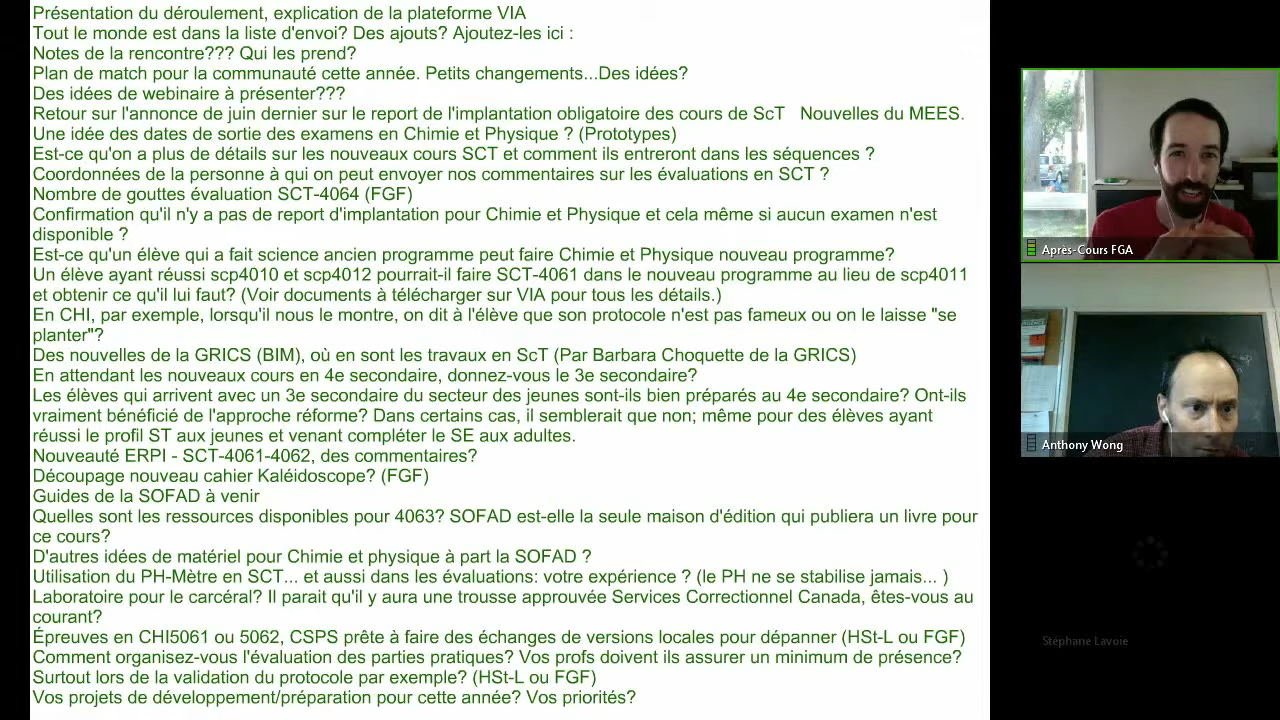 Présentation du déroulement, explication de la plateforme VIA
Tout le monde est dans la liste d'envoi? Des ajouts? Ajoutez-les ici :
Notes de la rencontre??? Qui les prend?
Plan de match pour la communauté cette année. Petits changements...Des idées?
Des idées de webinaire à présenter???
Retour sur l'annonce de juin dernier sur le report de l'implantation obligatoire des cours de ScT   Nouvelles du MEES.
Une idée des dates de sortie des examens en Chimie et Physique ? (Prototypes)
Est-ce qu'on a plus de détails sur les nouveaux cours SCT et comment ils entreront dans les séquences ?
Coordonnées de la personne à qui on peut envoyer nos commentaires sur les évaluations en SCT ?
Nombre de gouttes évaluation SCT-4064 (FGF)
Confirmation qu'il n'y a pas de report d'implantation pour Chimie et Physique et cela même si aucun examen n'est
disponible ?
Est-ce qu'un élève qui a fait science ancien programme peut faire Chimie et Physique nouveau programme?
Un élève ayant réussi scp4010 et scp4012 pourrait-il faire SCT-4061 dans le nouveau programme au lieu de scp4011
et obtenir ce qu'il lui faut? (Voir documents à télécharger sur VIA pour tous les détails.)
En CHI, par exemple, lorsqu'il nous le montre, on dit à l'élève que son protocole n'est pas fameux ou on le laisse "se
planter"?
Des nouvelles de la GRICS (BIM), où en sont les travaux en ScT (Par Barbara Choquette de la GRICS)
En attendant les nouveaux cours en 4e secondaire, donnez-vous le 3e secondaire?
Les élèves qui arrivent avec un 3e secondaire du secteur des jeunes sont-ils bien préparés au 4e secondaire? Ont-ils
vraiment bénéficié de l'approche réforme? Dans certains cas, il semblerait que non; même pour des élèves ayant
réussi le profil ST aux jeunes et venant compléter le SE aux adultes.
Nouveauté ERPI - SCT-4061-4062, des commentaires?
Découpage nouveau cahier Kaléidoscope? (FGF)
Guides de la SOFAD à venir
Quelles sont les ressources disponibles pour 4063? SOFAD est-elle la seule maison d'édition qui publiera un livre pour
ce cours?
D'autres idées de matériel pour Chimie et physique à part la SOFAD ?
Utilisation du PH-Mètre en SCT... et aussi dans les évaluations: votre expérience ? (le PH ne se stabilise jamais... )
Laboratoire pour le carcéral? Il parait qu'il y aura une trousse approuvée Services Correctionnel Canada, êtes-vous au
courant?
Épreuves en CHI5061 ou 5062, CSPS prête à faire des échanges de versions locales pour dépanner (HSt-L ou FGF)
Comment organisez-vous l'évaluation des parties pratiques? Vos profs doivent ils assurer un minimum de présence?
Surtout lors de la validation du protocole par exemple? (HSt-L ou FGF)
Vos projets de développement/préparation pour cette année? Vos priorités?
Après-Cours FGA
Anthony Wong
Stéphane Lavoie